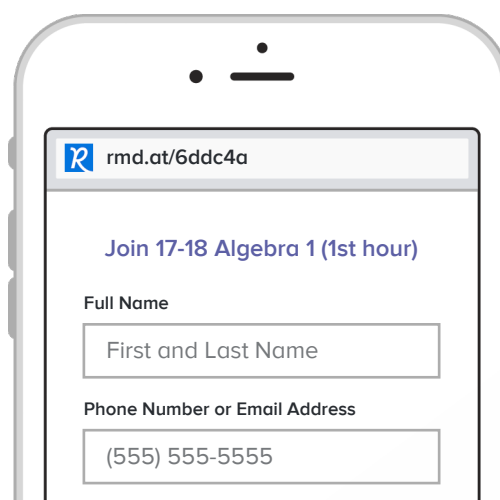 rmd.at/6ddc4a
Join 17-18 Algebra 1 (1st hour)
Full Name
First and Last Name
Phone Number or Email Address
(555) 555-5555